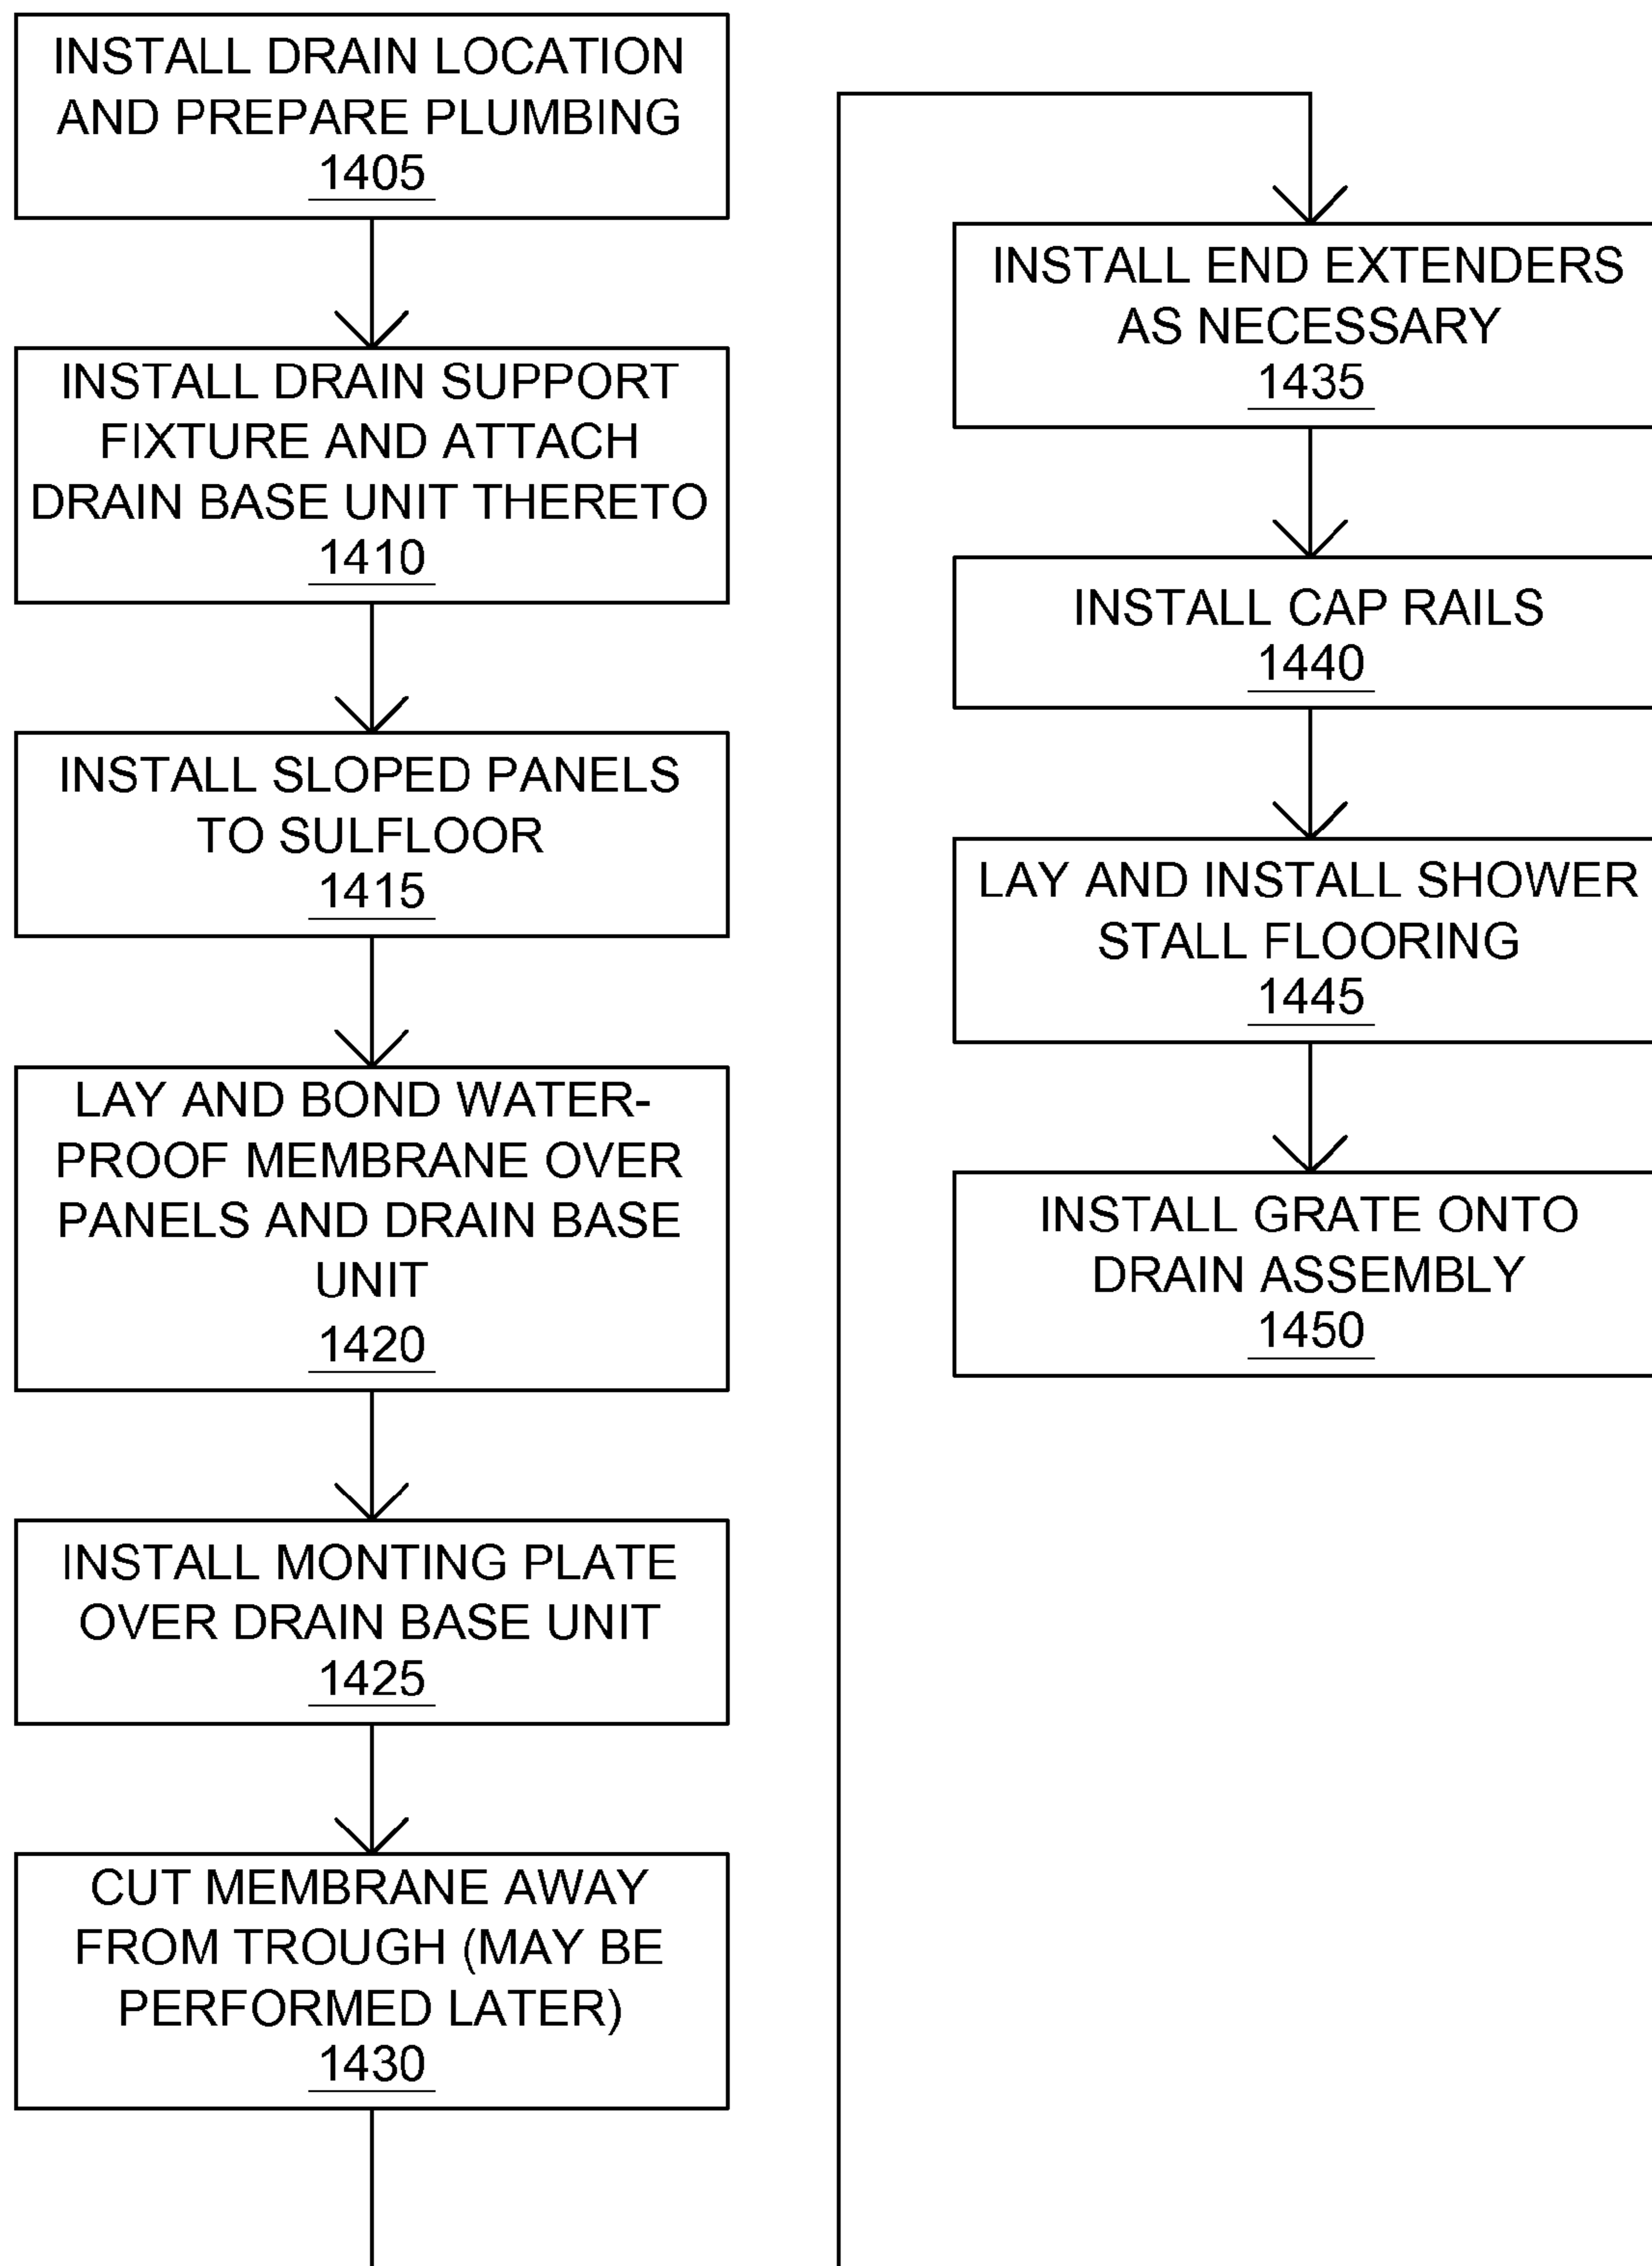 INSTALL DRAIN LOCATION
AND PREPARE PLUMBING
1405
INSTALL DRAIN SUPPORT
FIXTURE AND ATTACH
DRAIN BASE UNIT THERETO
1410
INSTALL SLOPED PANELS
TO SULFLOOR
1415
LAY AND BOND WATER-
PROOF MEMBRANE OVER
PANELS AND DRAIN BASE
UNIT
1420
INSTALL MONTING PLATE
OVER DRAIN BASE UNIT
1425
CUT MEMBRANE AWAY
FROM TROUGH (MAY BE
PERFORMED LATER)
1430
INSTALL END EXTENDERS
AS NECESSARY
1435
INSTALL CAP RAILS
1440
LAY AND INSTALL SHOWER
STALL FLOORING
1445
INSTALL GRATE ONTO
DRAIN ASSEMBLY
1450